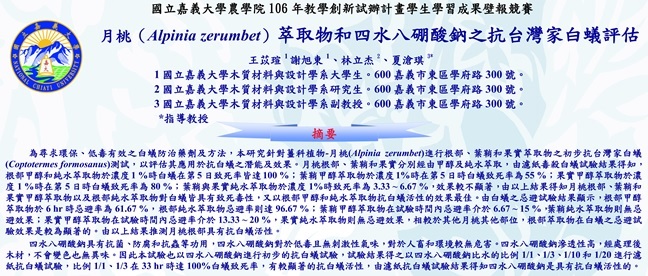 國立嘉義大學農學院 106 年教學創新試辦計畫學生學習成果壁報競賽
月桃（Alpinia zerumbet）萃取物和四水八硼酸鈉之抗台灣家白蟻評估
王苡瑄¹ 謝旭東¹、林立杰²、夏滄琪³*
1 國立嘉義大學木質材料與設計學系大學生。600 嘉義市東區學府路 300 號。
2 國立嘉義大學木質材料與設計學系研究生。600 嘉義市東區學府路 300 號。
3 國立嘉義大學木質材料與設計學系副教授。600 嘉義市東區學府路 300 號。
*指導教授
摘要
為尋求環保、低毒有效之白蟻防治藥劑及方法，本研究針對薑科植物-月桃(Alpinia zerumbet)進行根部、葉鞘和果實萃取物之初步抗台灣家白蟻
(Coptotermes formosanus)測試，以評估其應用於抗白蟻之潛能及效果。月桃根部、葉鞘和果實分別經由甲醇及純水萃取，由濾紙毒殺白蟻試驗結果得知，
根部甲醇和純水萃取物於濃度 1％時白蟻在第 5 日致死率皆達 100％；葉鞘甲醇萃取物於濃度 1％時在第 5 日時白蟻致死率為 55％；果實甲醇萃取物於濃
度 1％時在第 5 日時白蟻致死率為 80％；葉鞘與果實純水萃取物於濃度 1％時致死率為 3.33～6.67％，效果較不顯著，由以上結果得知月桃根部、葉鞘和
果實甲醇萃取物以及根部純水萃取物對白蟻皆具有致死毒性，又以根部甲醇和純水萃取物抗白蟻活性的效果最佳。由白蟻之忌避試驗結果顯示，根部甲醇
萃取物於 6 hr 時忌避率為 61.67％，根部純水萃取物忌避率則達 96.67％；葉鞘甲醇萃取物在試驗時間內忌避率介於 6.67～15％，葉鞘純水萃取物則無忌
避效果；果實甲醇萃取物在試驗時間內忌避率介於 13.33～20％，果實純水萃取物則無忌避效果，相較於其他月桃其他部位，根部萃取物在白蟻之忌避試
驗效果是較為顯著的。由以上結果推測月桃根部具有抗白蟻活性。
四水八硼酸鈉具有抗菌、防腐和抗蟲等功用，四水八硼酸鈉對於低毒且無刺激性氣味，對於人畜和環境較無危害。四水八硼酸鈉滲透性高，經處理後
木材，不會變色也無異味。因此本試驗也以四水八硼酸鈉進行初步的抗白蟻試驗，試驗結果得之以四水八硼酸鈉比水的比例 1/1、1/3、1/10 和 1/20 進行濾
紙抗白蟻試驗，比例 1/1、1/3 在 33 hr 時達 100%白蟻致死率，有較顯著的抗白蟻活性，由濾紙抗白蟻試驗結果得知四水八硼酸鈉是具有抗白蟻活性的。